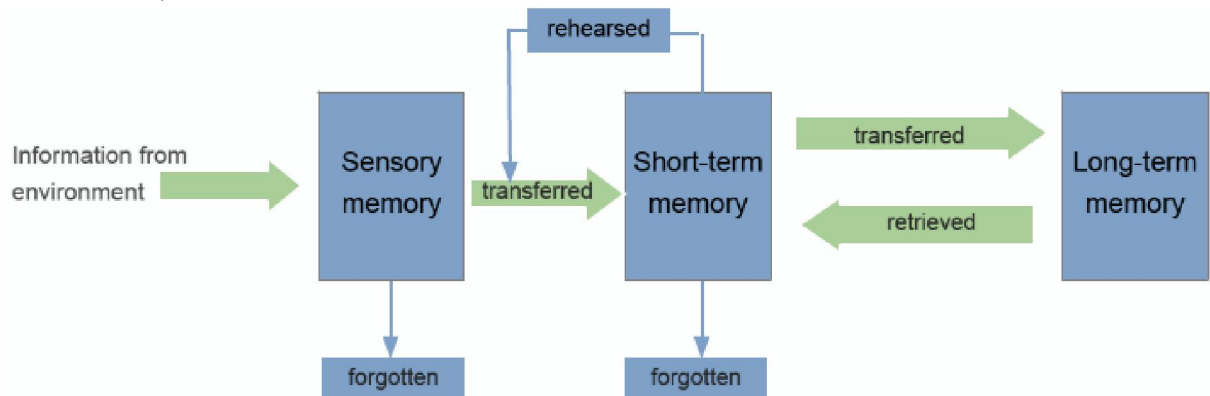 rehearsed
Information from
environment
Sensory
memory
transferred
Short-term
memory
transferred
retrieved
Long-term
memory
forgotten
forgotten